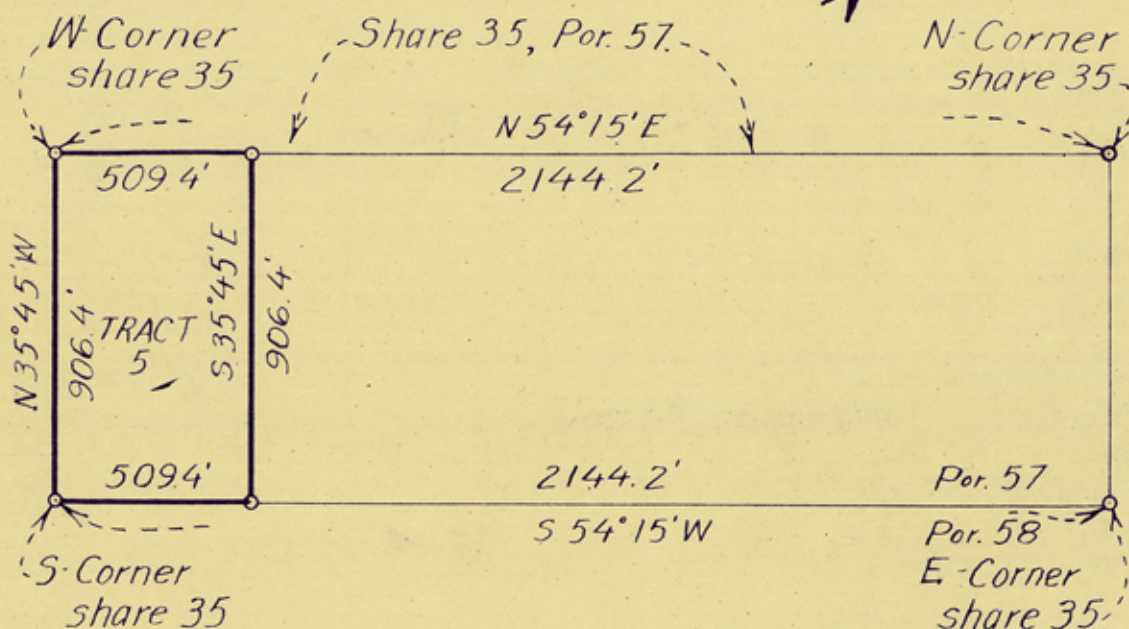 W-Corner
share 35
Share 35, Por. 57.
N-Corner
share 35
N 54°15'E
509.4'
2144.2'
N 35°45'W
906.4'
TRACT
5
S 35°45'E
906.4'
509.4'
2144.2'
Por. 57
S 54°15'W
Por. 58
S-Corner
share 35
E-Corner
share 35